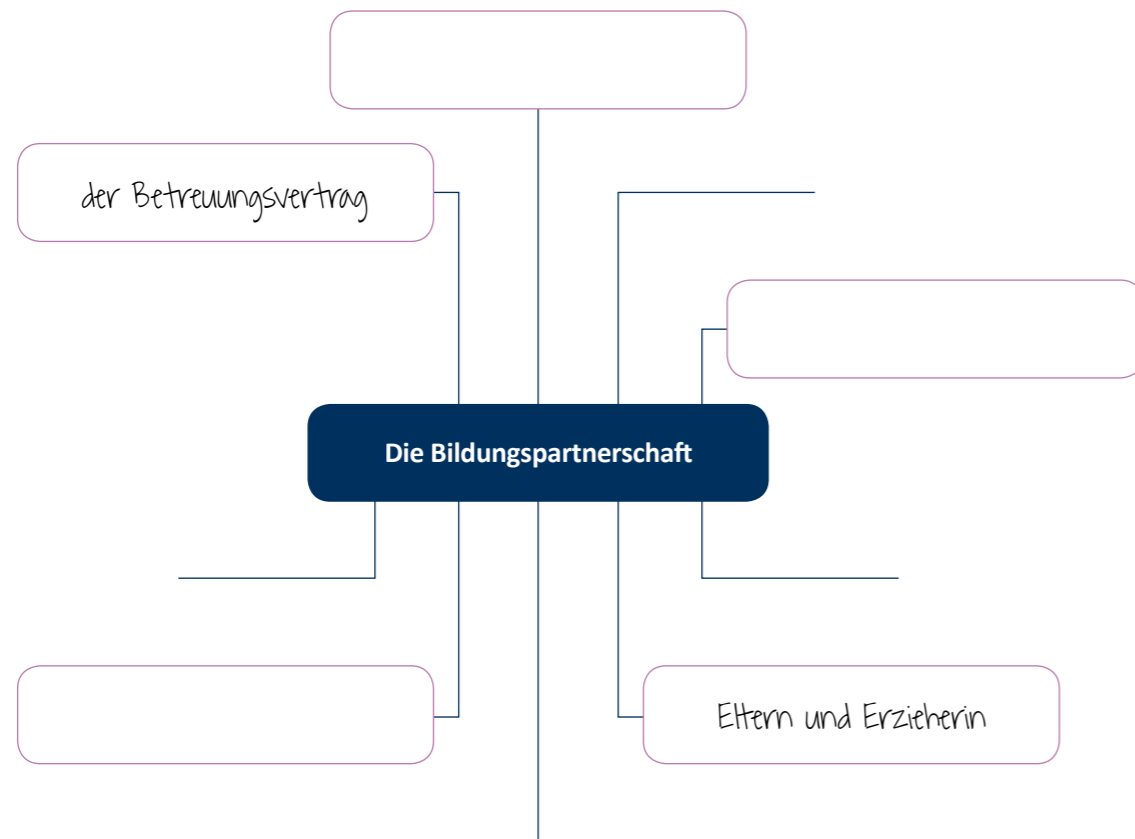 der Betreuungsvertrag
Die Bildungspartnerschaft
Eltern und Erzieherin